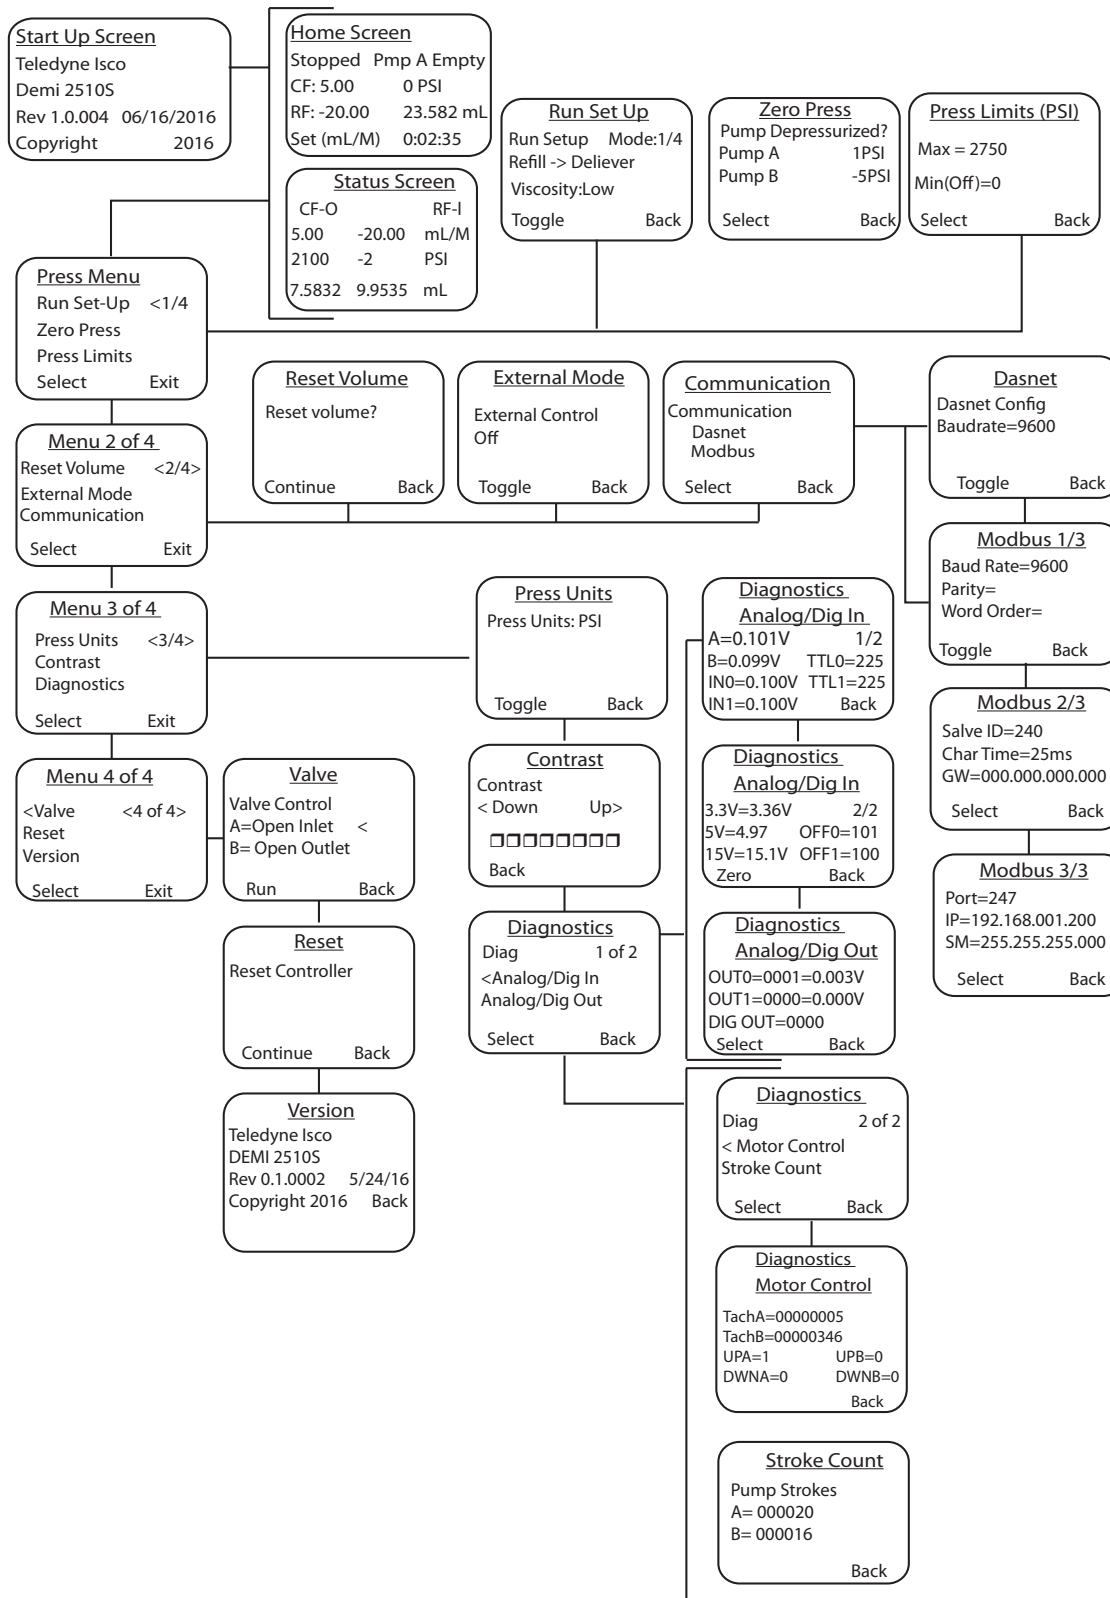 Start Up Screen
Teledyne Isco
Demi 2510S
Rev 1.0.004 06/16/2016
Copyright 2016
Home Screen
Stopped Pmp A Empty
CF: 5.00 0 PSI
RF: -20.00 23.582 mL
Set (mL/M) 0:02:35
Status Screen
CF-O RF-I
5.00 -20.00 mL/M
2100 -2 PSI
7.5832 9.9535 mL
Run Set Up
Run Setup Mode:1/4
Refill -> Deliever
Viscosity:Low
Toggle Back
Zero Press
Pump Depressurized?
Pump A 1PSI
Pump B -5PSI
Select Back
Press Limits (PSI)
Max = 2750
Min(Off)=0
Select Back
Press Menu
Run Set-Up <1/4
Zero Press
Press Limits
Select Exit
Reset Volume
Reset volume?
Continue Back
External Mode
External Control
Off
Toggle Back
Communication
Communication
Dasnet
Modbus
Select Back
Dasnet
Dasnet Config
Baudrate=9600
Toggle Back
Menu 2 of 4
Reset Volume <2/4>
External Mode
Communication
Select Exit
Modbus 1/3
Baud Rate=9600
Parity=
Word Order=
Toggle Back
Menu 3 of 4
Press Units <3/4>
Contrast
Diagnostics
Select Exit
Press Units
Press Units: PSI
Toggle Back
Diagnostics
Analog/Dig In
A=0.101V 1/2
B=0.099V TTL0=225
IN0=0.100V TTL1=225
IN1=0.100V Back
Modbus 2/3
Salve ID=240
Char Time=25ms
GW=000.000.000.000
Select Back
Menu 4 of 4
<Valve <4 of 4>
Reset
Version
Select Exit
Valve
Valve Control
A=Open Inlet <
B= Open Outlet
Run Back
Contrast
Contrast
< Down Up>
Back
Diagnostics
Analog/Dig In
3.3V=3.36V 2/2
5V=4.97 OFF0=101
15V=15.1V OFF1=100
Zero Back
Modbus 3/3
Port=247
IP=192.168.001.200
SM=255.255.255.000
Select Back
Reset
Reset Controller
Continue Back
Diagnostics
Diag 1 of 2
<Analog/Dig In
Analog/Dig Out
Select Back
Diagnostics
Analog/Dig Out
OUT0=0001=0.003V
OUT1=0000=0.000V
DIG OUT=0000
Select Back
Version
Teledyne Isco
DEMI 2510S
Rev 0.1.0002 5/24/16
Copyright 2016 Back
Diagnostics
Diag 2 of 2
< Motor Control
Stroke Count
Select Back
Diagnostics
Motor Control
TachA=00000005
TachB=00000346
UPA=1 UPB=0
DWNA=0 DWNB=0
Back
Stroke Count
Pump Strokes
A= 000020
B= 000016
Back